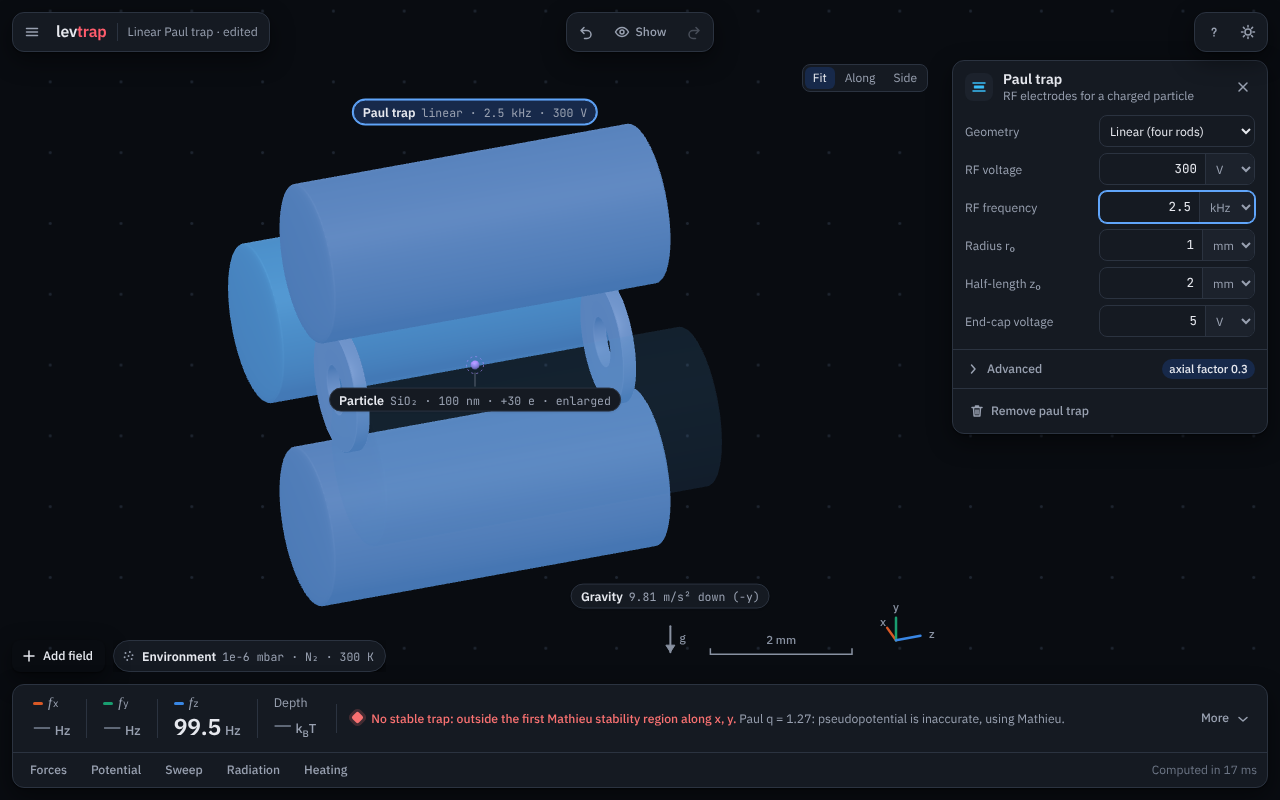 levtrap Linear Paul trap · edited
Show
?
Fit Along Side
Paul trap linear · 2.5 kHz · 300 V
Particle SiO₂ · 100 nm · +30 e · enlarged
Gravity 9.81 m/s² down (-y)
g
2 mm
y
x
z
Paul trap
RF electrodes for a charged particle
Geometry Linear (four rods)
RF voltage 300 V
RF frequency 2.5 kHz
Radius r₀ 1 mm
Half-length z₀ 2 mm
End-cap voltage 5 V
Advanced axial factor 0.3
Remove paul trap
Add field
Environment 1e-6 mbar · N₂ · 300 K
fx fy fz Depth
— Hz — Hz 99.5 Hz — k_BT
No stable trap: outside the first Mathieu stability region along x, y. Paul q = 1.27: pseudopotential is inaccurate, using Mathieu.
More
Forces Potential Sweep Radiation Heating
Computed in 17 ms